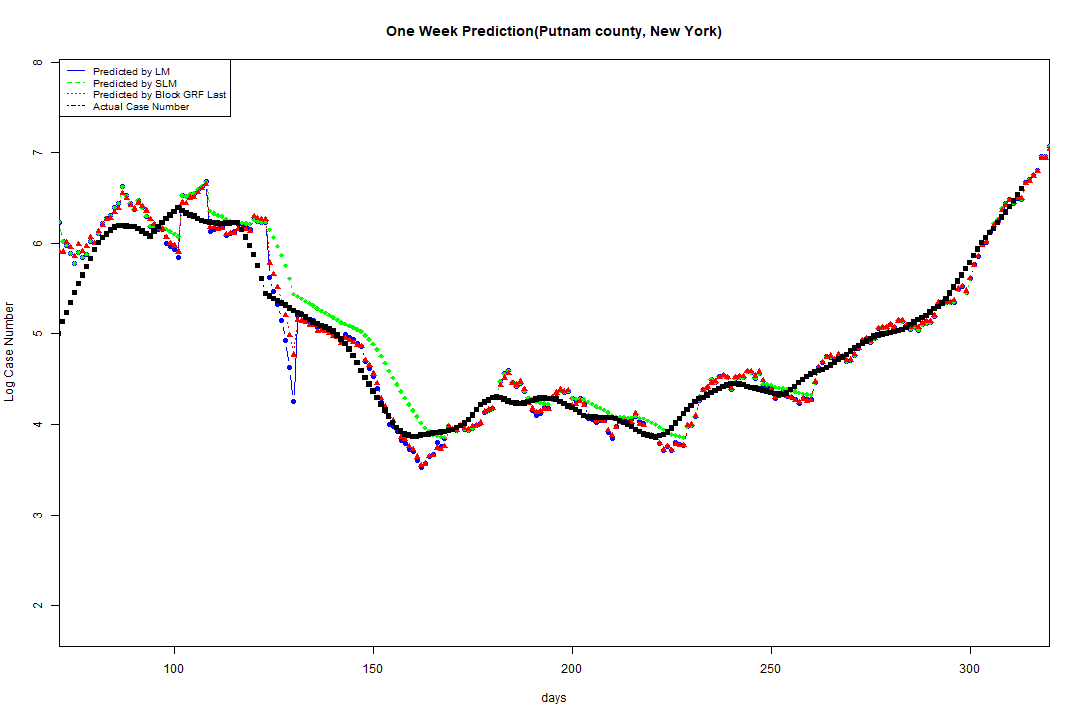 One Week Prediction(Putnam county, New York)
Predicted by LM
Predicted by SLM
Predicted by Block GRF Last
Actual Case Number
8
7
6
5
4
3
2
Log Case Number
100 150 200 250 300
days